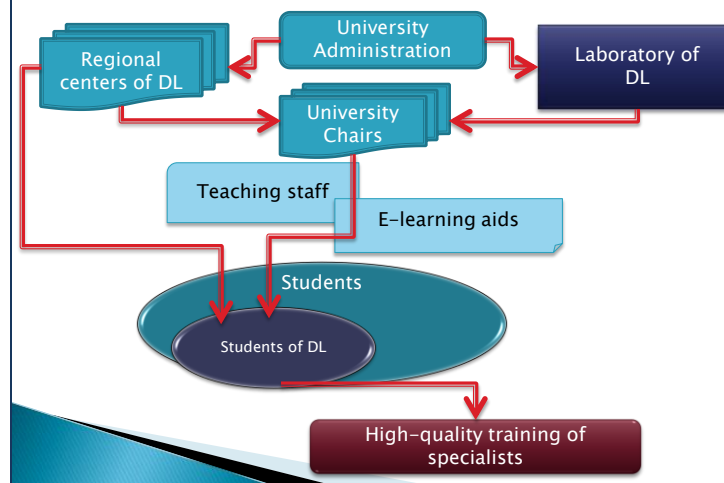 University
Administration
Regional
centers of DL
Laboratory of
DL
University
Chairs
Teaching staff
E-learning aids
Students
Students of DL
High-quality training of
specialists